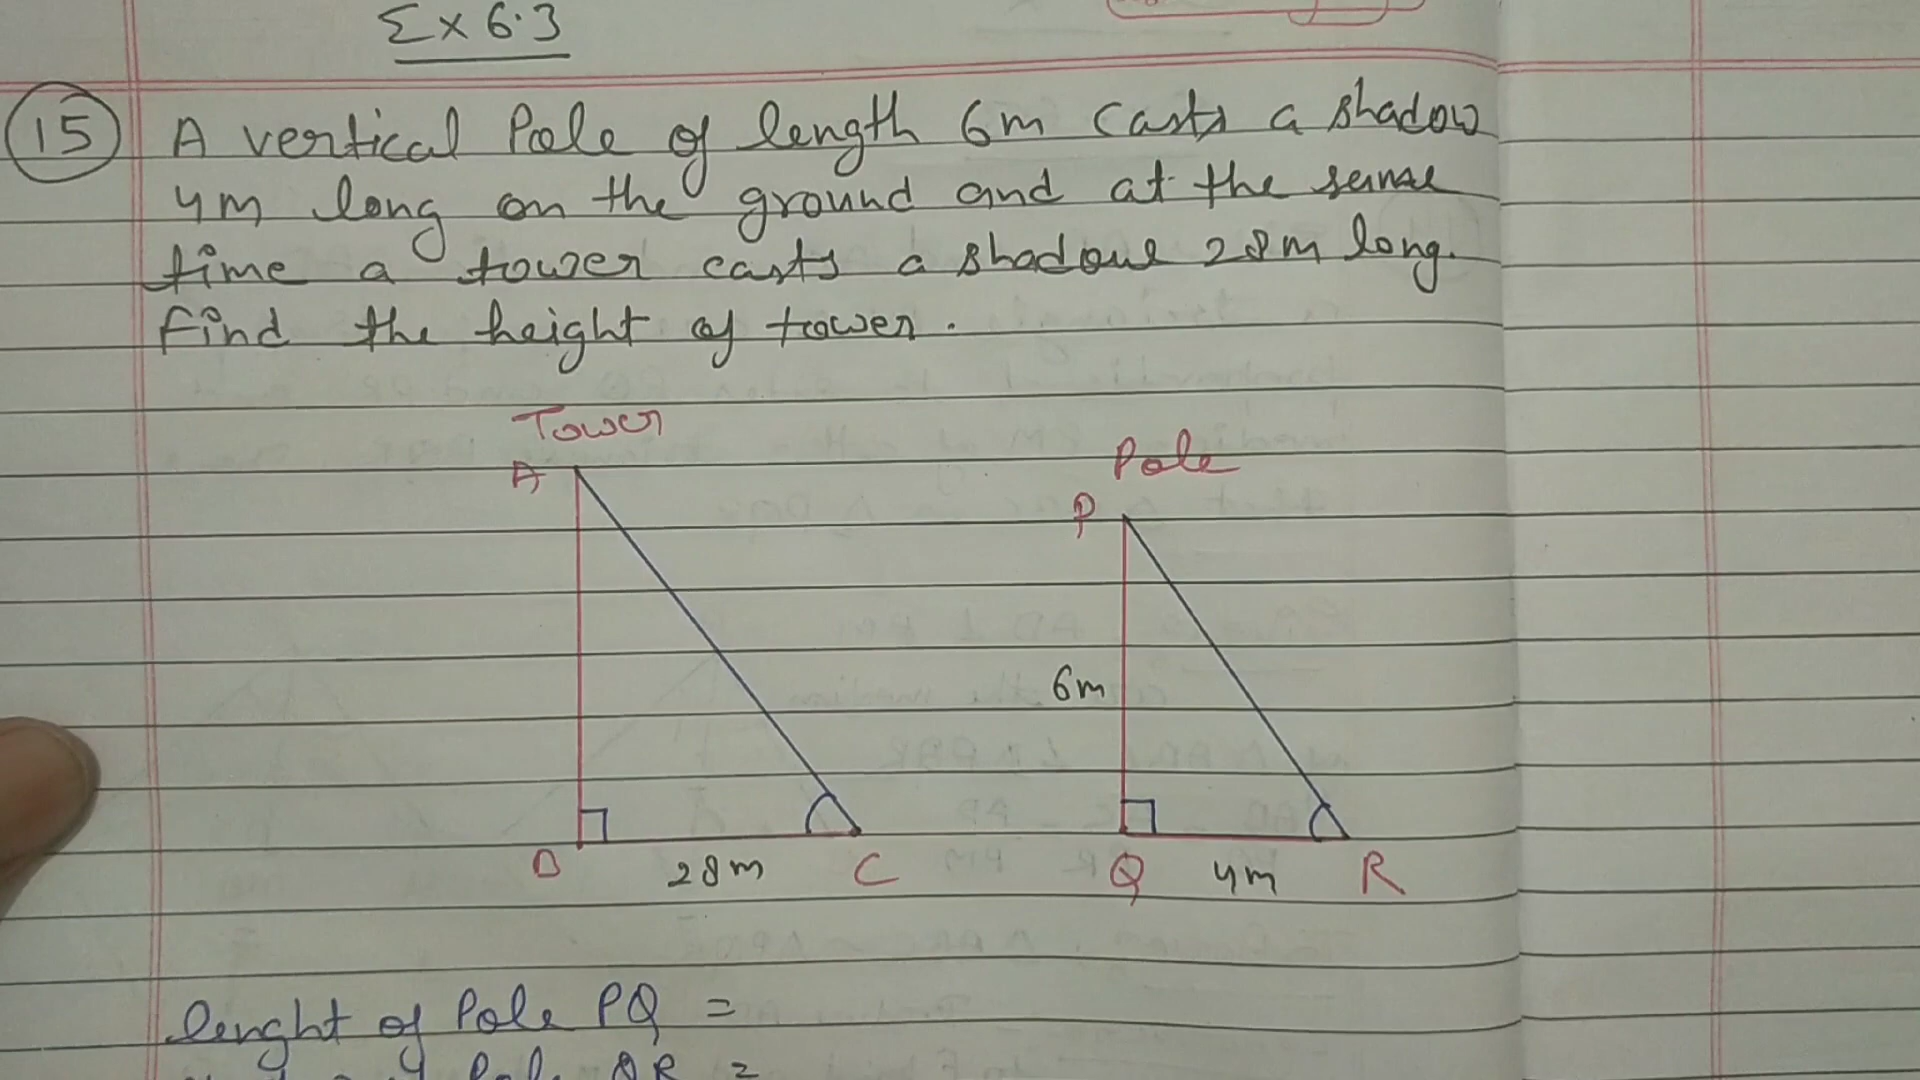 Ex 6.3
15 A vertical Pole of length 6m casts a shadow
4m long on the ground and at the same
time a tower casts a shadow 28m long.
Find the height of tower.
Tower
Pole
A
P
6m
B 28m C Q 4m R
lenght of Pole PQ =
Pole QR =